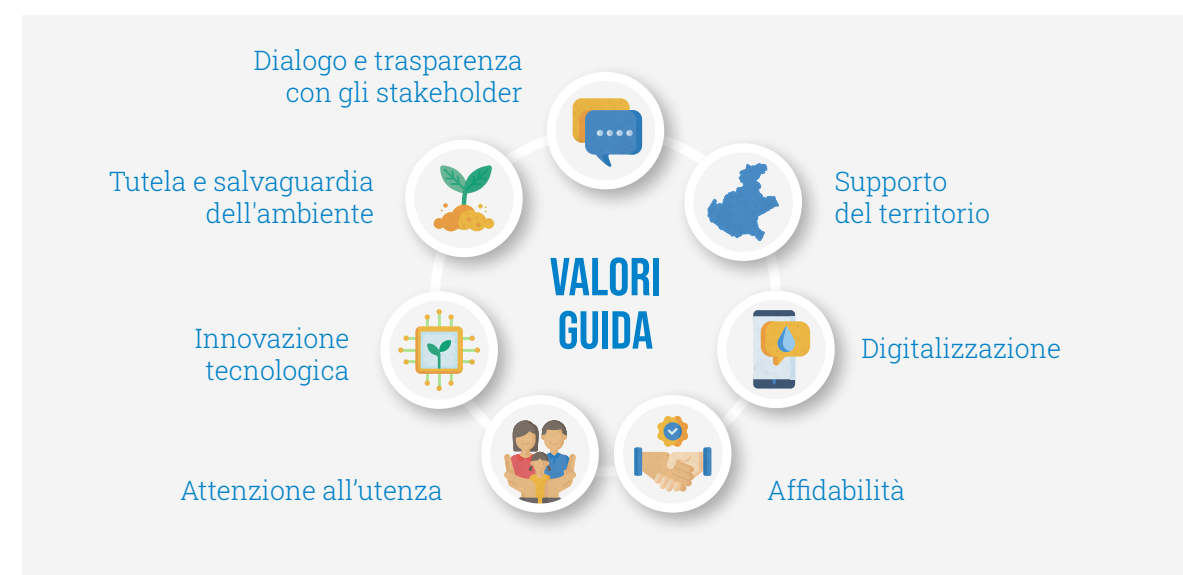 Dialogo e trasparenza
con gli stakeholder
Tutela e salvaguardia
dell'ambiente
Supporto
del territorio
VALORI
GUIDA
Innovazione
tecnologica
Digitalizzazione
Attenzione all’utenza
Affidabilità